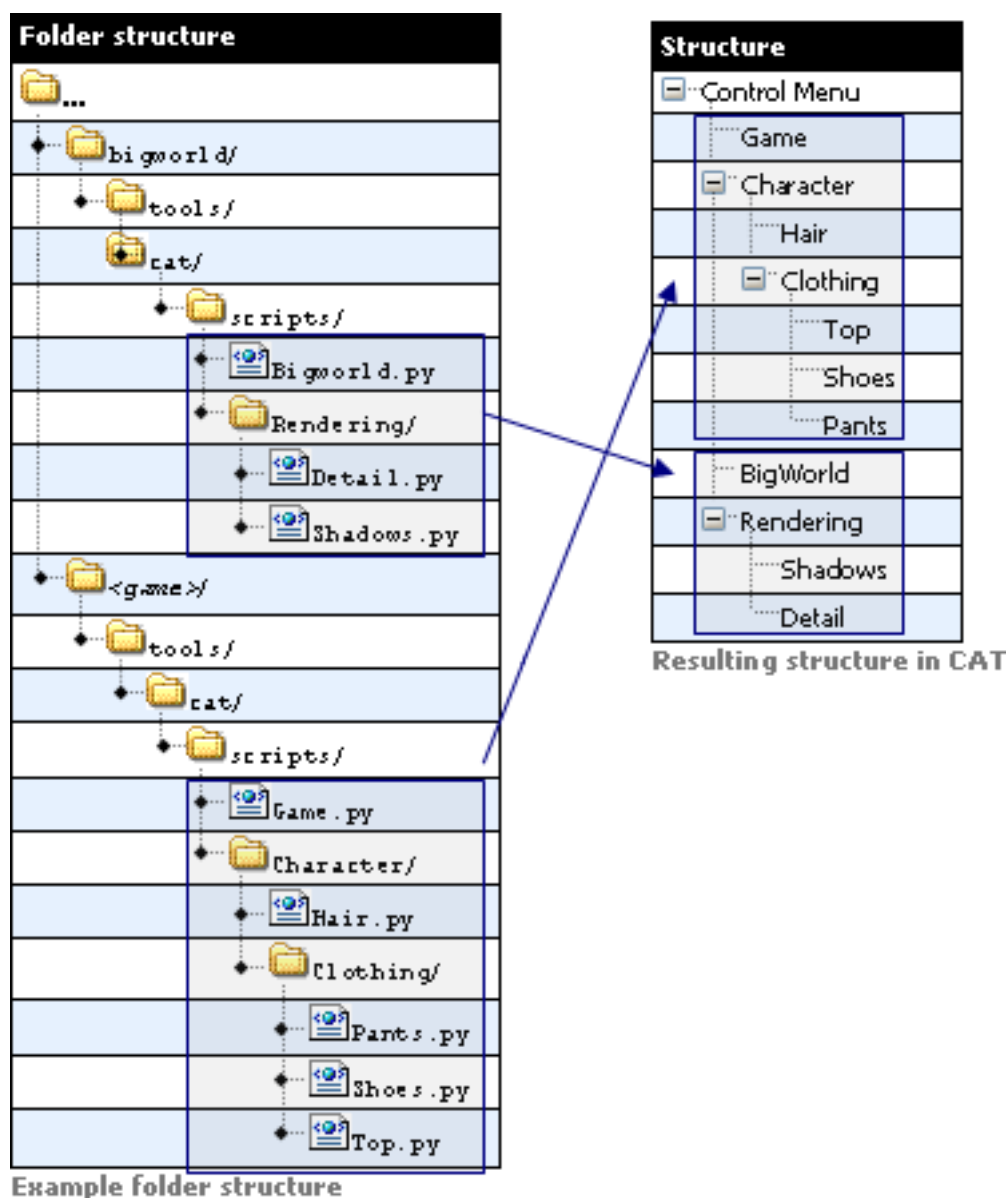 Folder structure
...
bigworld/
tools/
cat/
scripts/
Bigworld.py
Rendering/
Detail.py
Shadows.py
<game>/
tools/
cat/
scripts/
Game.py
Character/
Hair.py
Clothing/
Pants.py
Shoes.py
Top.py
Example folder structure
Structure
Control Menu
Game
Character
Hair
Clothing
Top
Shoes
Pants
BigWorld
Rendering
Shadows
Detail
Resulting structure in CAT